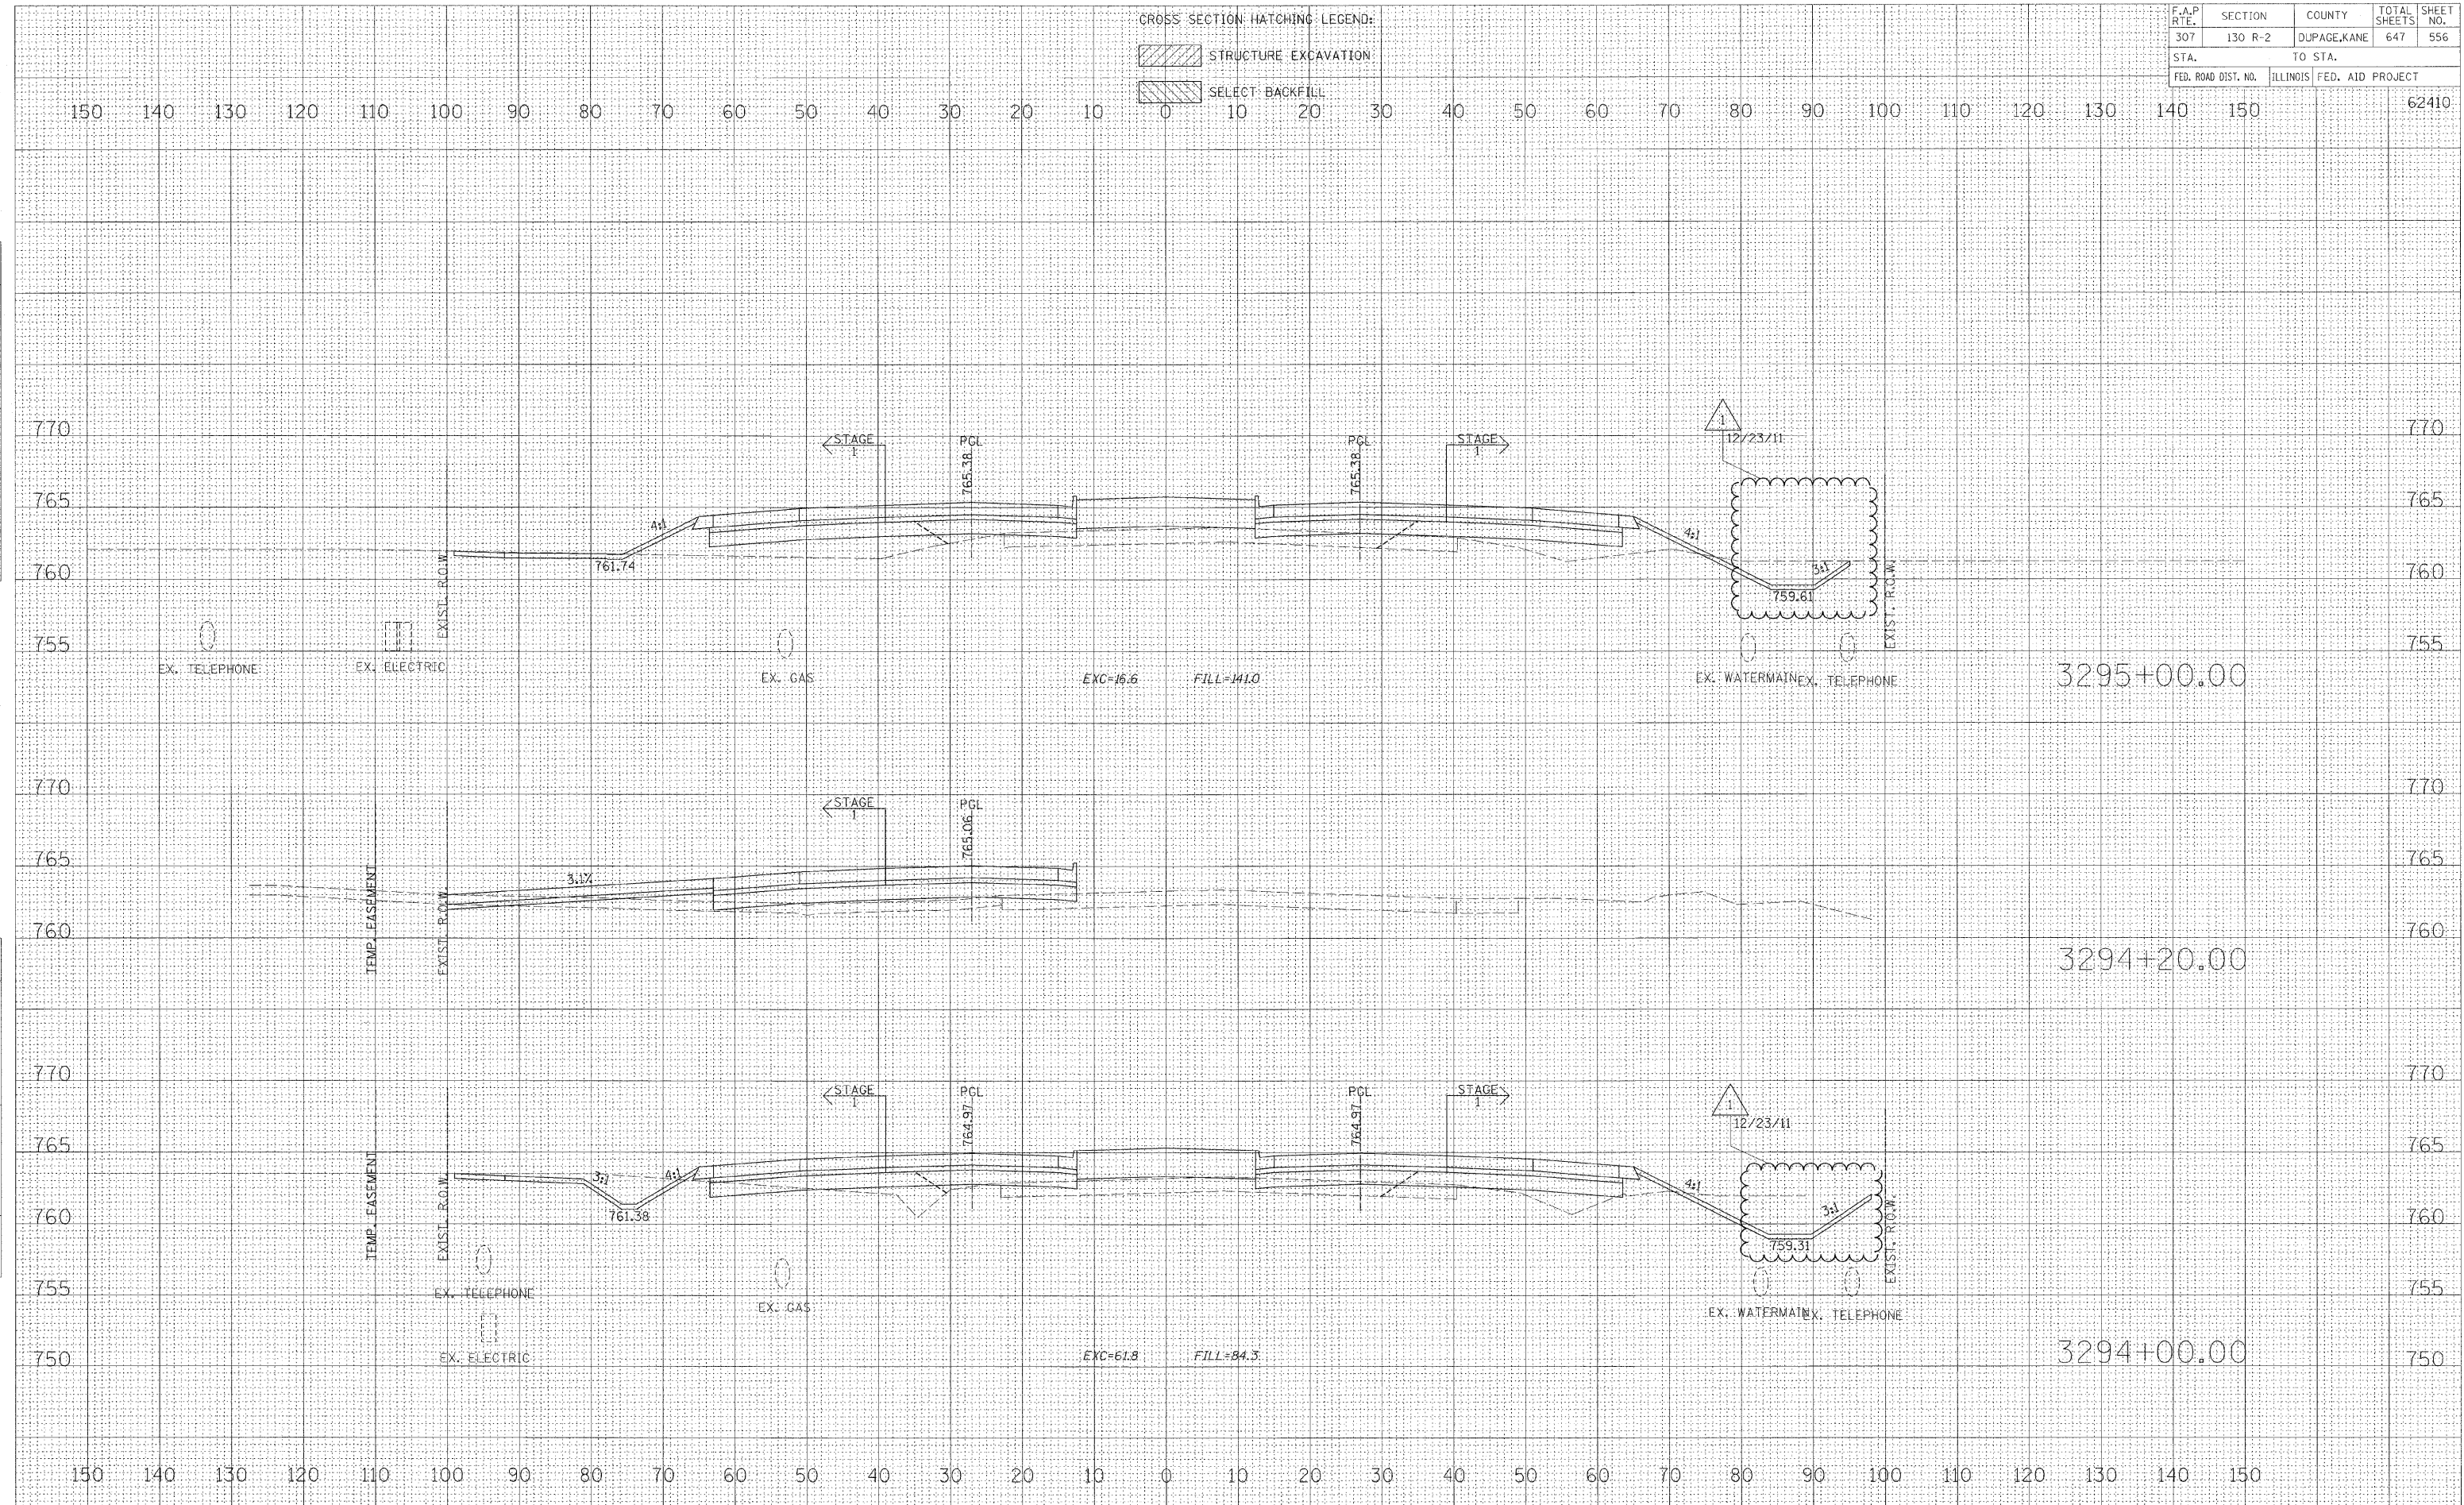 CROSS SECTION HATCHING LEGEND:
STRUCTURE EXCAVATION
SELECT BACKFILL
F.A.P RTE. SECTION COUNTY TOTAL SHEETS SHEET NO.
307 130 R-2 DUPAGE,KANE 647 556
STA. TO STA.
FED. ROAD DIST. NO. ILLINOIS FED. AID PROJECT
62410
150 140 130 120 110 100 90 80 70 60 50 40 30 20 10 0 10 20 30 40 50 60 70 80 90 100 110 120 130 140 150
1
12/23/11
770 770
STAGE 1 PGL PGL STAGE 1
765.38 765.38
765 765
4:1 4:1 3:1
761.74 759.61
760 760
EXIST. R.O.W. EXIST. R.O.W.
755 755
EX. TELEPHONE EX. ELECTRIC EX. GAS EXC=16.6 FILL=141.0 EX. WATERMAIN EX. TELEPHONE
3295+00.00
770 770
STAGE 1 PGL
765.06
765 765
3.1%
TEMP. EASEMENT EXIST. R.O.W.
760 760
3294+20.00
770 770
STAGE 1 PGL PGL STAGE 1
764.97 764.97
1
12/23/11
765 765
3:1 4:1 4:1 3:1
761.38 759.31
760 760
TEMP. EASEMENT EXIST. R.O.W. EXIST. R.O.W.
755 755
EX. TELEPHONE EX. GAS EX. WATERMAIN EX. TELEPHONE
EX. ELECTRIC EXC=61.8 FILL=84.3
3294+00.00
750 750
150 140 130 120 110 100 90 80 70 60 50 40 30 20 10 0 10 20 30 40 50 60 70 80 90 100 110 120 130 140 150